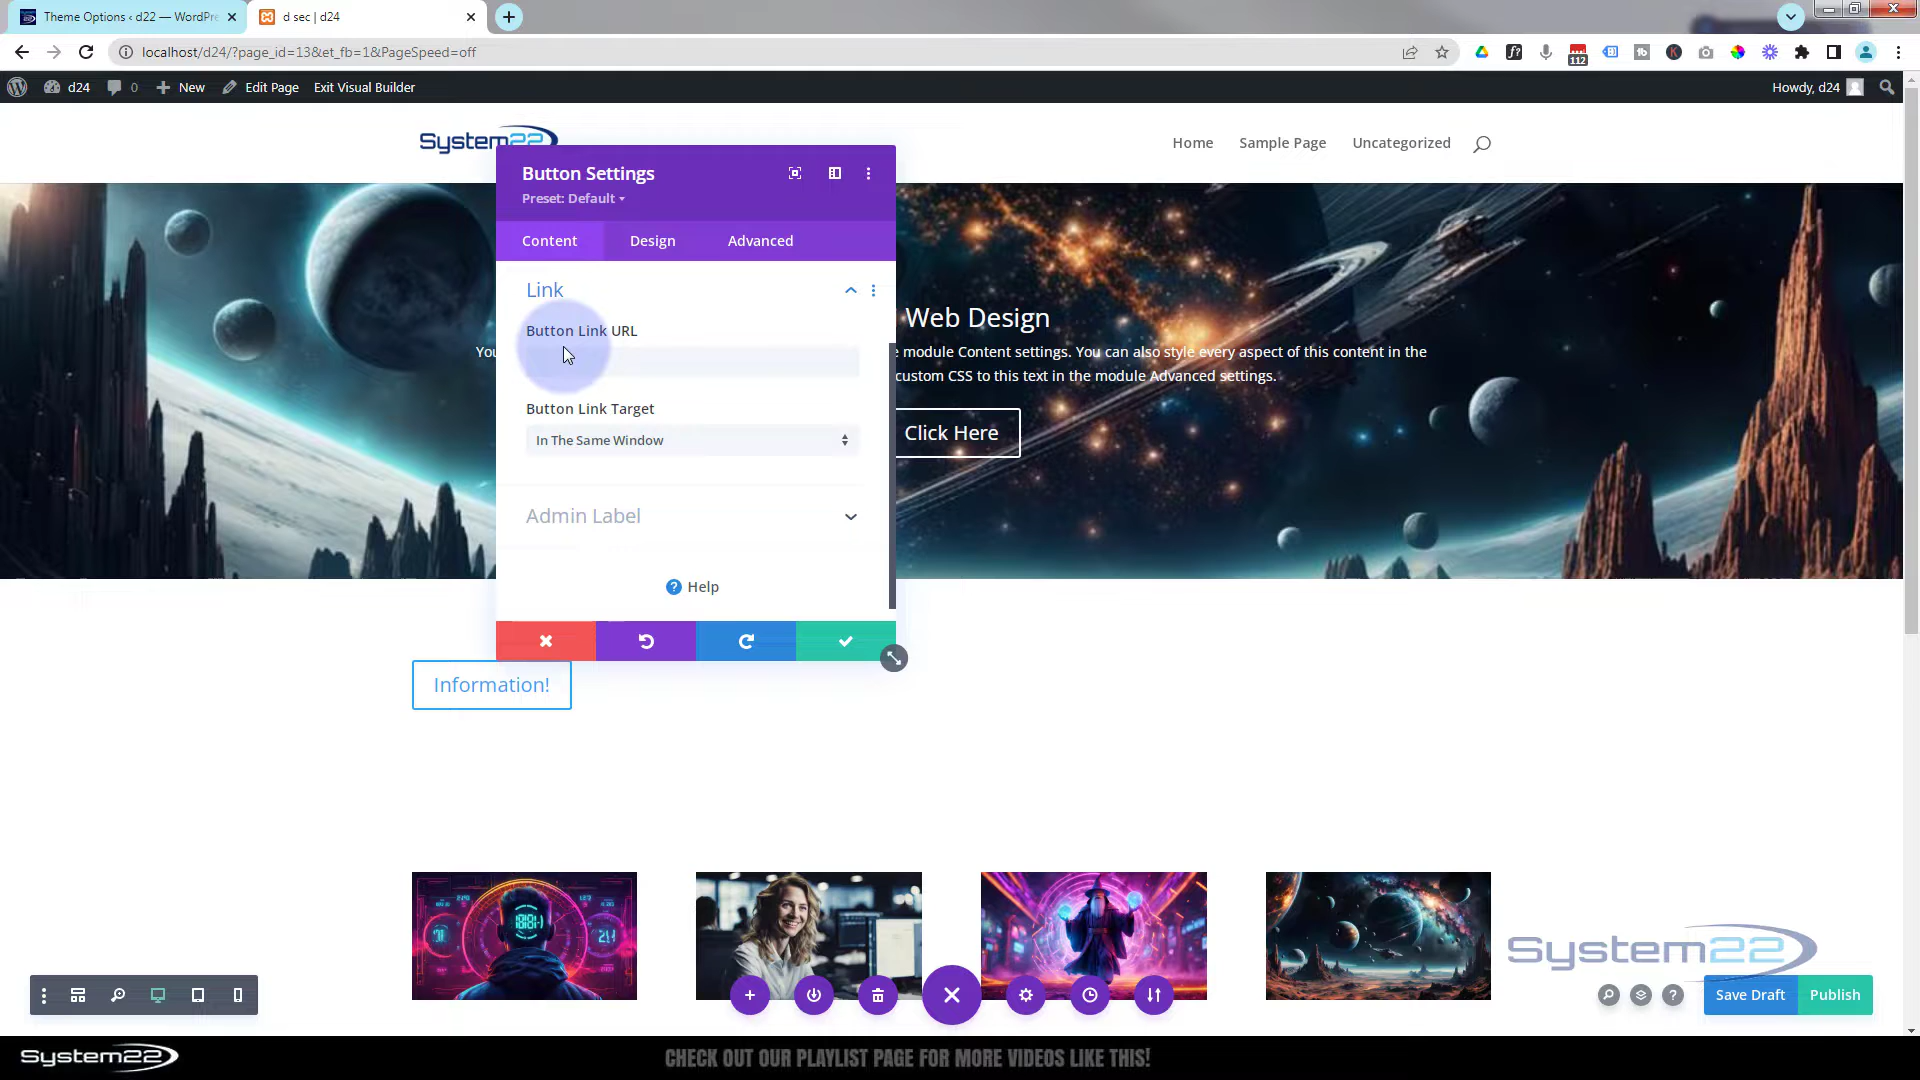 Theme Options ‹ d22 — WordPre
d sec | d24
localhost/d24/?page_id=13&et_fb=1&PageSpeed=off
112
d24
0
New
Edit Page
Exit Visual Builder
Howdy, d24
System22
Home
Sample Page
Uncategorized
Button Settings
Preset: Default
Content
Design
Advanced
Link
Button Link URL
Button Link Target
In The Same Window
Admin Label
Help
Web Design
You
e module Content settings. You can also style every aspect of this content in the
custom CSS to this text in the module Advanced settings.
Click Here
Information!
System22
Save Draft
Publish
System22
CHECK OUT OUR PLAYLIST PAGE FOR MORE VIDEOS LIKE THIS!